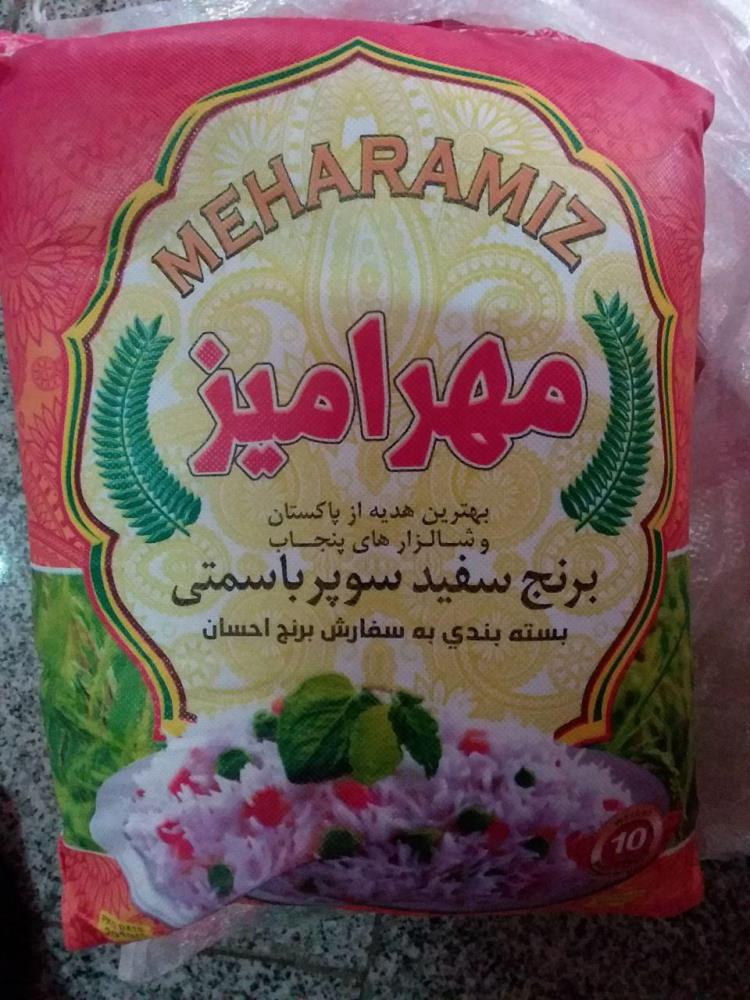 MEHARAMIZ
مهرامیز
بهترین هدیه از پاکستان
و شالزار های پنجاب
برنج سفید سوپر باسمتی
بسته بندي به سفارش برنج احسان
10